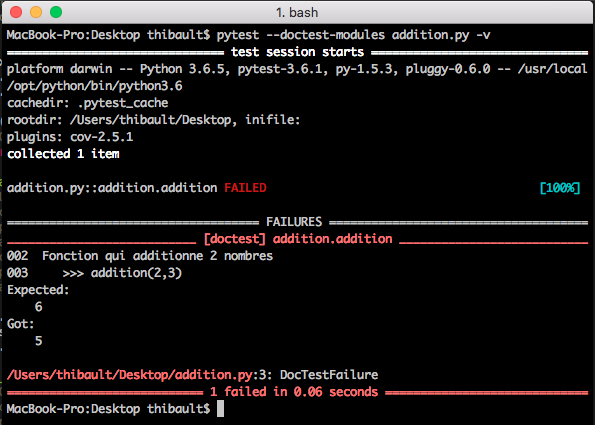 1. bash
MacBook-Pro:Desktop thibault$ pytest --doctest-modules addition.py -v
test session starts
platform darwin -- Python 3.6.5, pytest-3.6.1, py-1.5.3, pluggy-0.6.0 -- /usr/local
/opt/python/bin/python3.6
cachedir: .pytest_cache
rootdir: /Users/thibault/Desktop, inifile:
plugins: cov-2.5.1
collected 1 item
addition.py::addition.addition FAILED [100%]
FAILURES
[doctest] addition.addition
002  Fonction qui additionne 2 nombres
003     >>> addition(2,3)
Expected:
    6
Got:
    5
/Users/thibault/Desktop/addition.py:3: DocTestFailure
1 failed in 0.06 seconds
MacBook-Pro:Desktop thibault$